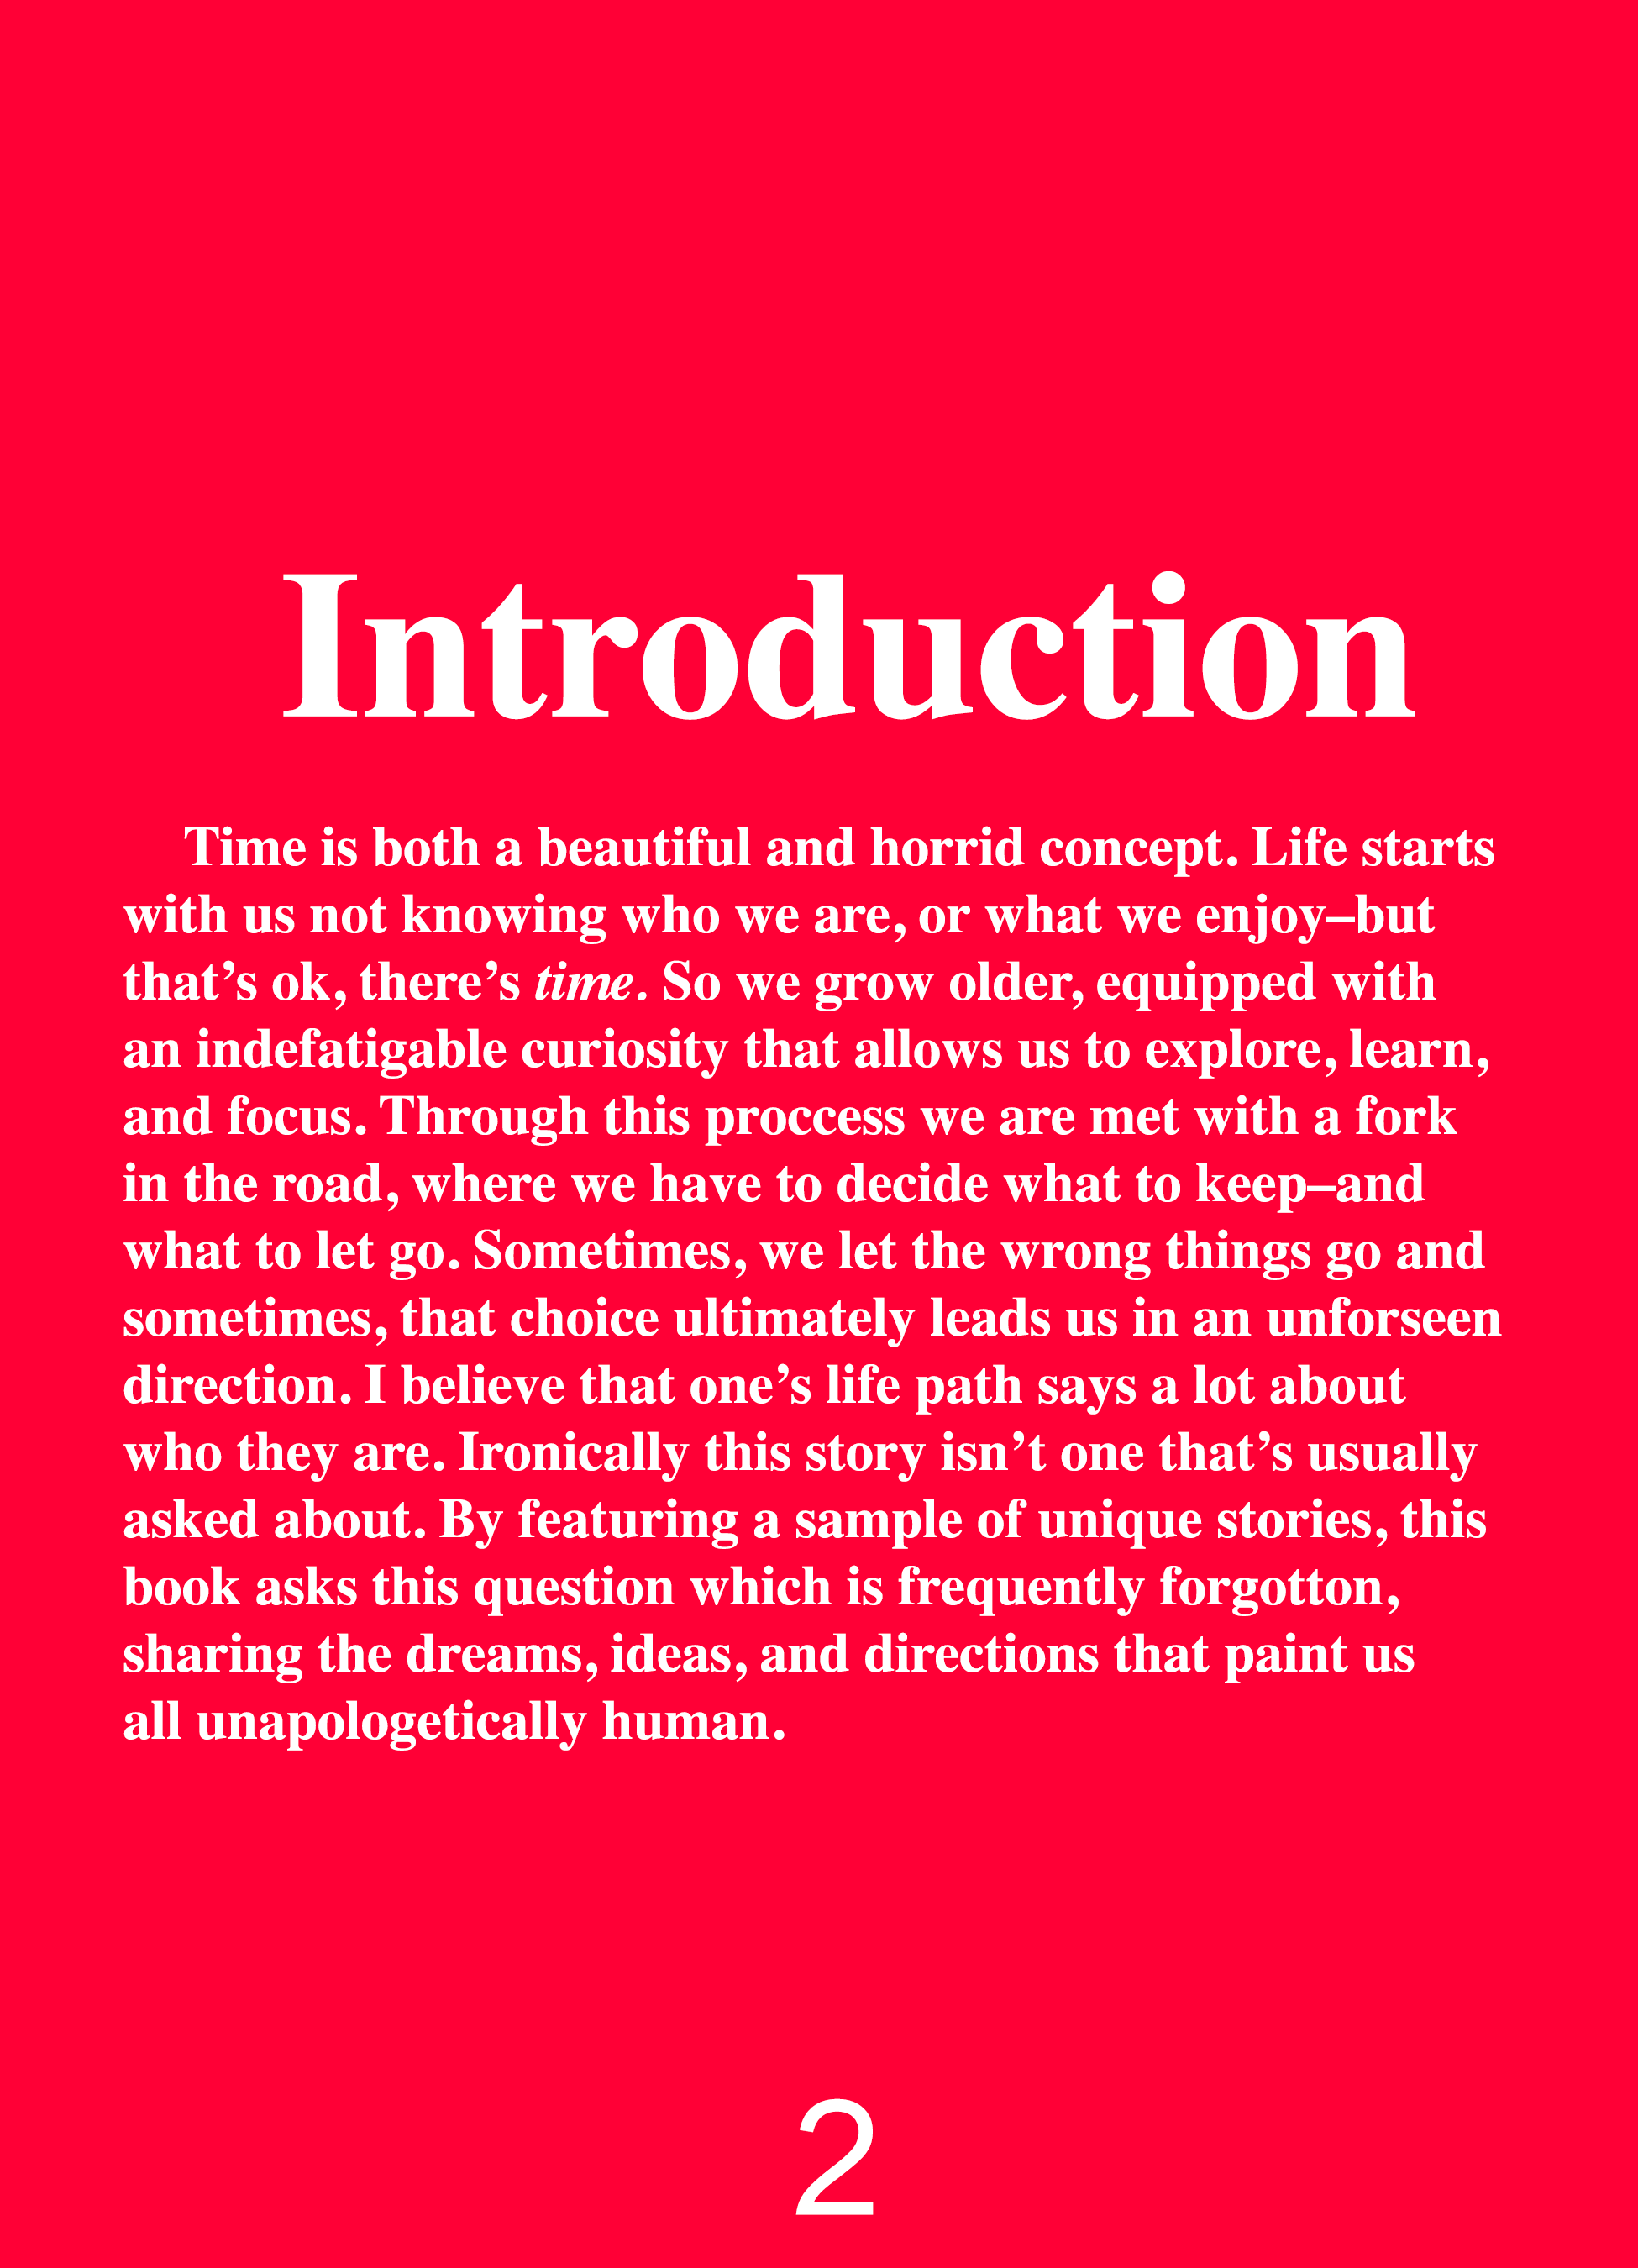 Introduction
Time is both a beautiful and horrid concept. Life starts
with us not knowing who we are, or what we enjoy–but
that’s ok, there’s time. So we grow older, equipped with
an indefatigable curiosity that allows us to explore, learn,
and focus. Through this proccess we are met with a fork
in the road, where we have to decide what to keep–and
what to let go. Sometimes, we let the wrong things go and
sometimes, that choice ultimately leads us in an unforseen
direction. I believe that one’s life path says a lot about
who they are. Ironically this story isn’t one that’s usually
asked about. By featuring a sample of unique stories, this
book asks this question which is frequently forgotton,
sharing the dreams, ideas, and directions that paint us
all unapologetically human.
2